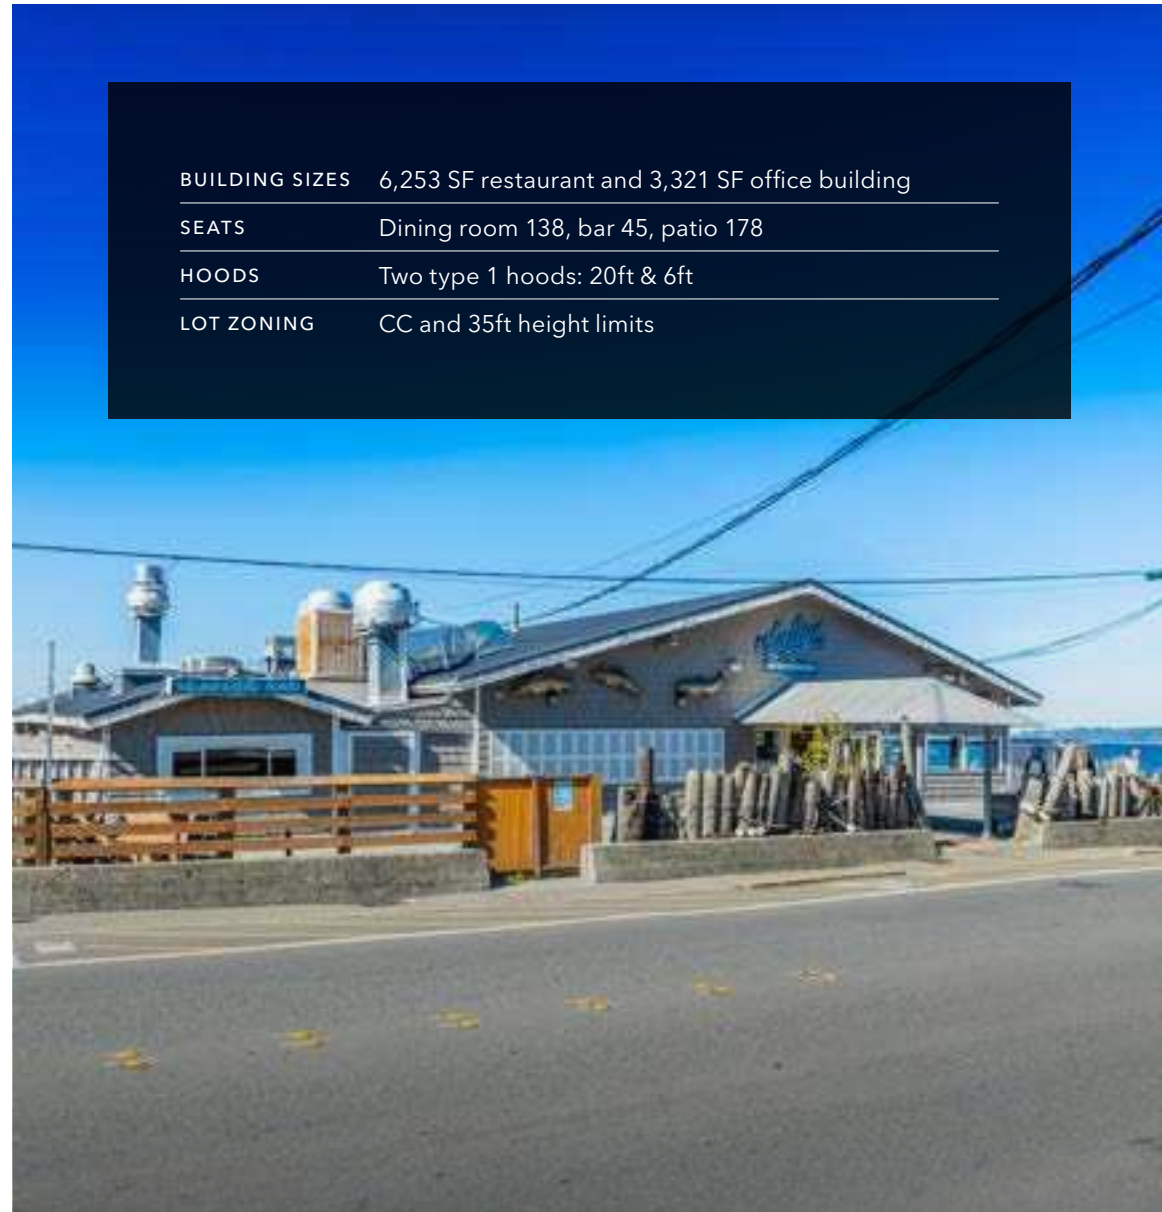 BUILDING SIZES 6,253 SF restaurant and 3,321 SF office building
SEATS Dining room 138, bar 45, patio 178
HOODS Two type 1 hoods: 20ft & 6ft
LOT ZONING CC and 35ft height limits